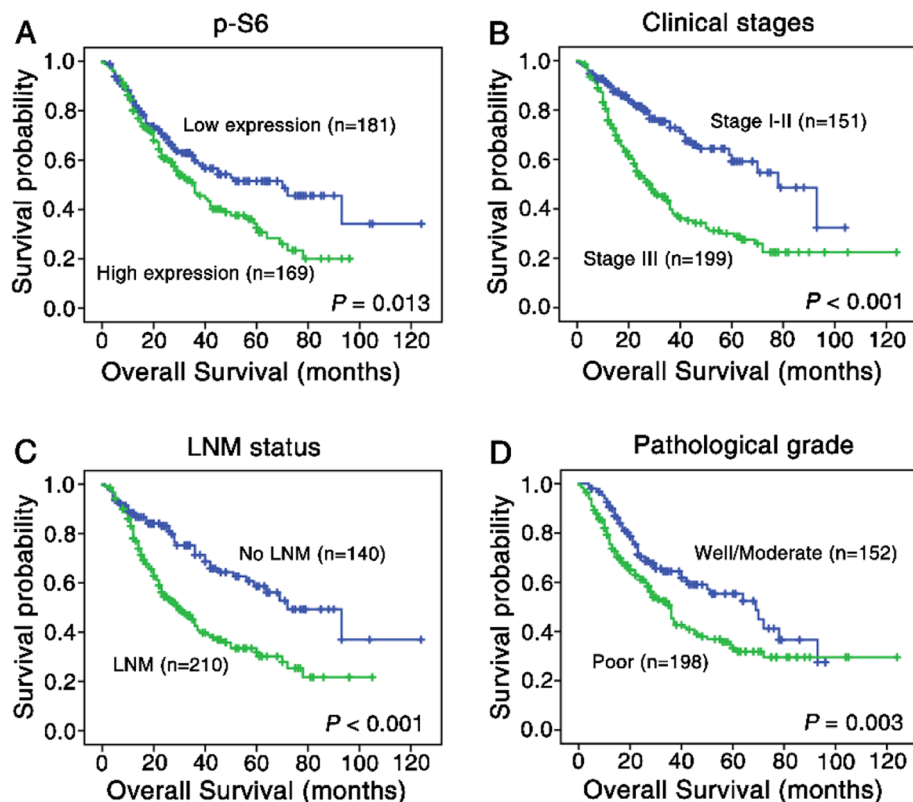 A
p-S6
Survival probability
1.0
0.8
0.6
0.4
0.2
0.0
Low expression (n=181)
High expression (n=169)
P = 0.013
0 20 40 60 80 100 120
Overall Survival (months)
B
Clinical stages
Survival probability
1.0
0.8
0.6
0.4
0.2
0.0
Stage I-II (n=151)
Stage III (n=199)
P < 0.001
0 20 40 60 80 100 120
Overall Survival (months)
C
LNM status
Survival probability
1.0
0.8
0.6
0.4
0.2
0.0
No LNM (n=140)
LNM (n=210)
P < 0.001
0 20 40 60 80 100 120
Overall Survival (months)
D
Pathological grade
Survival probability
1.0
0.8
0.6
0.4
0.2
0.0
Well/Moderate (n=152)
Poor (n=198)
P = 0.003
0 20 40 60 80 100 120
Overall Survival (months)